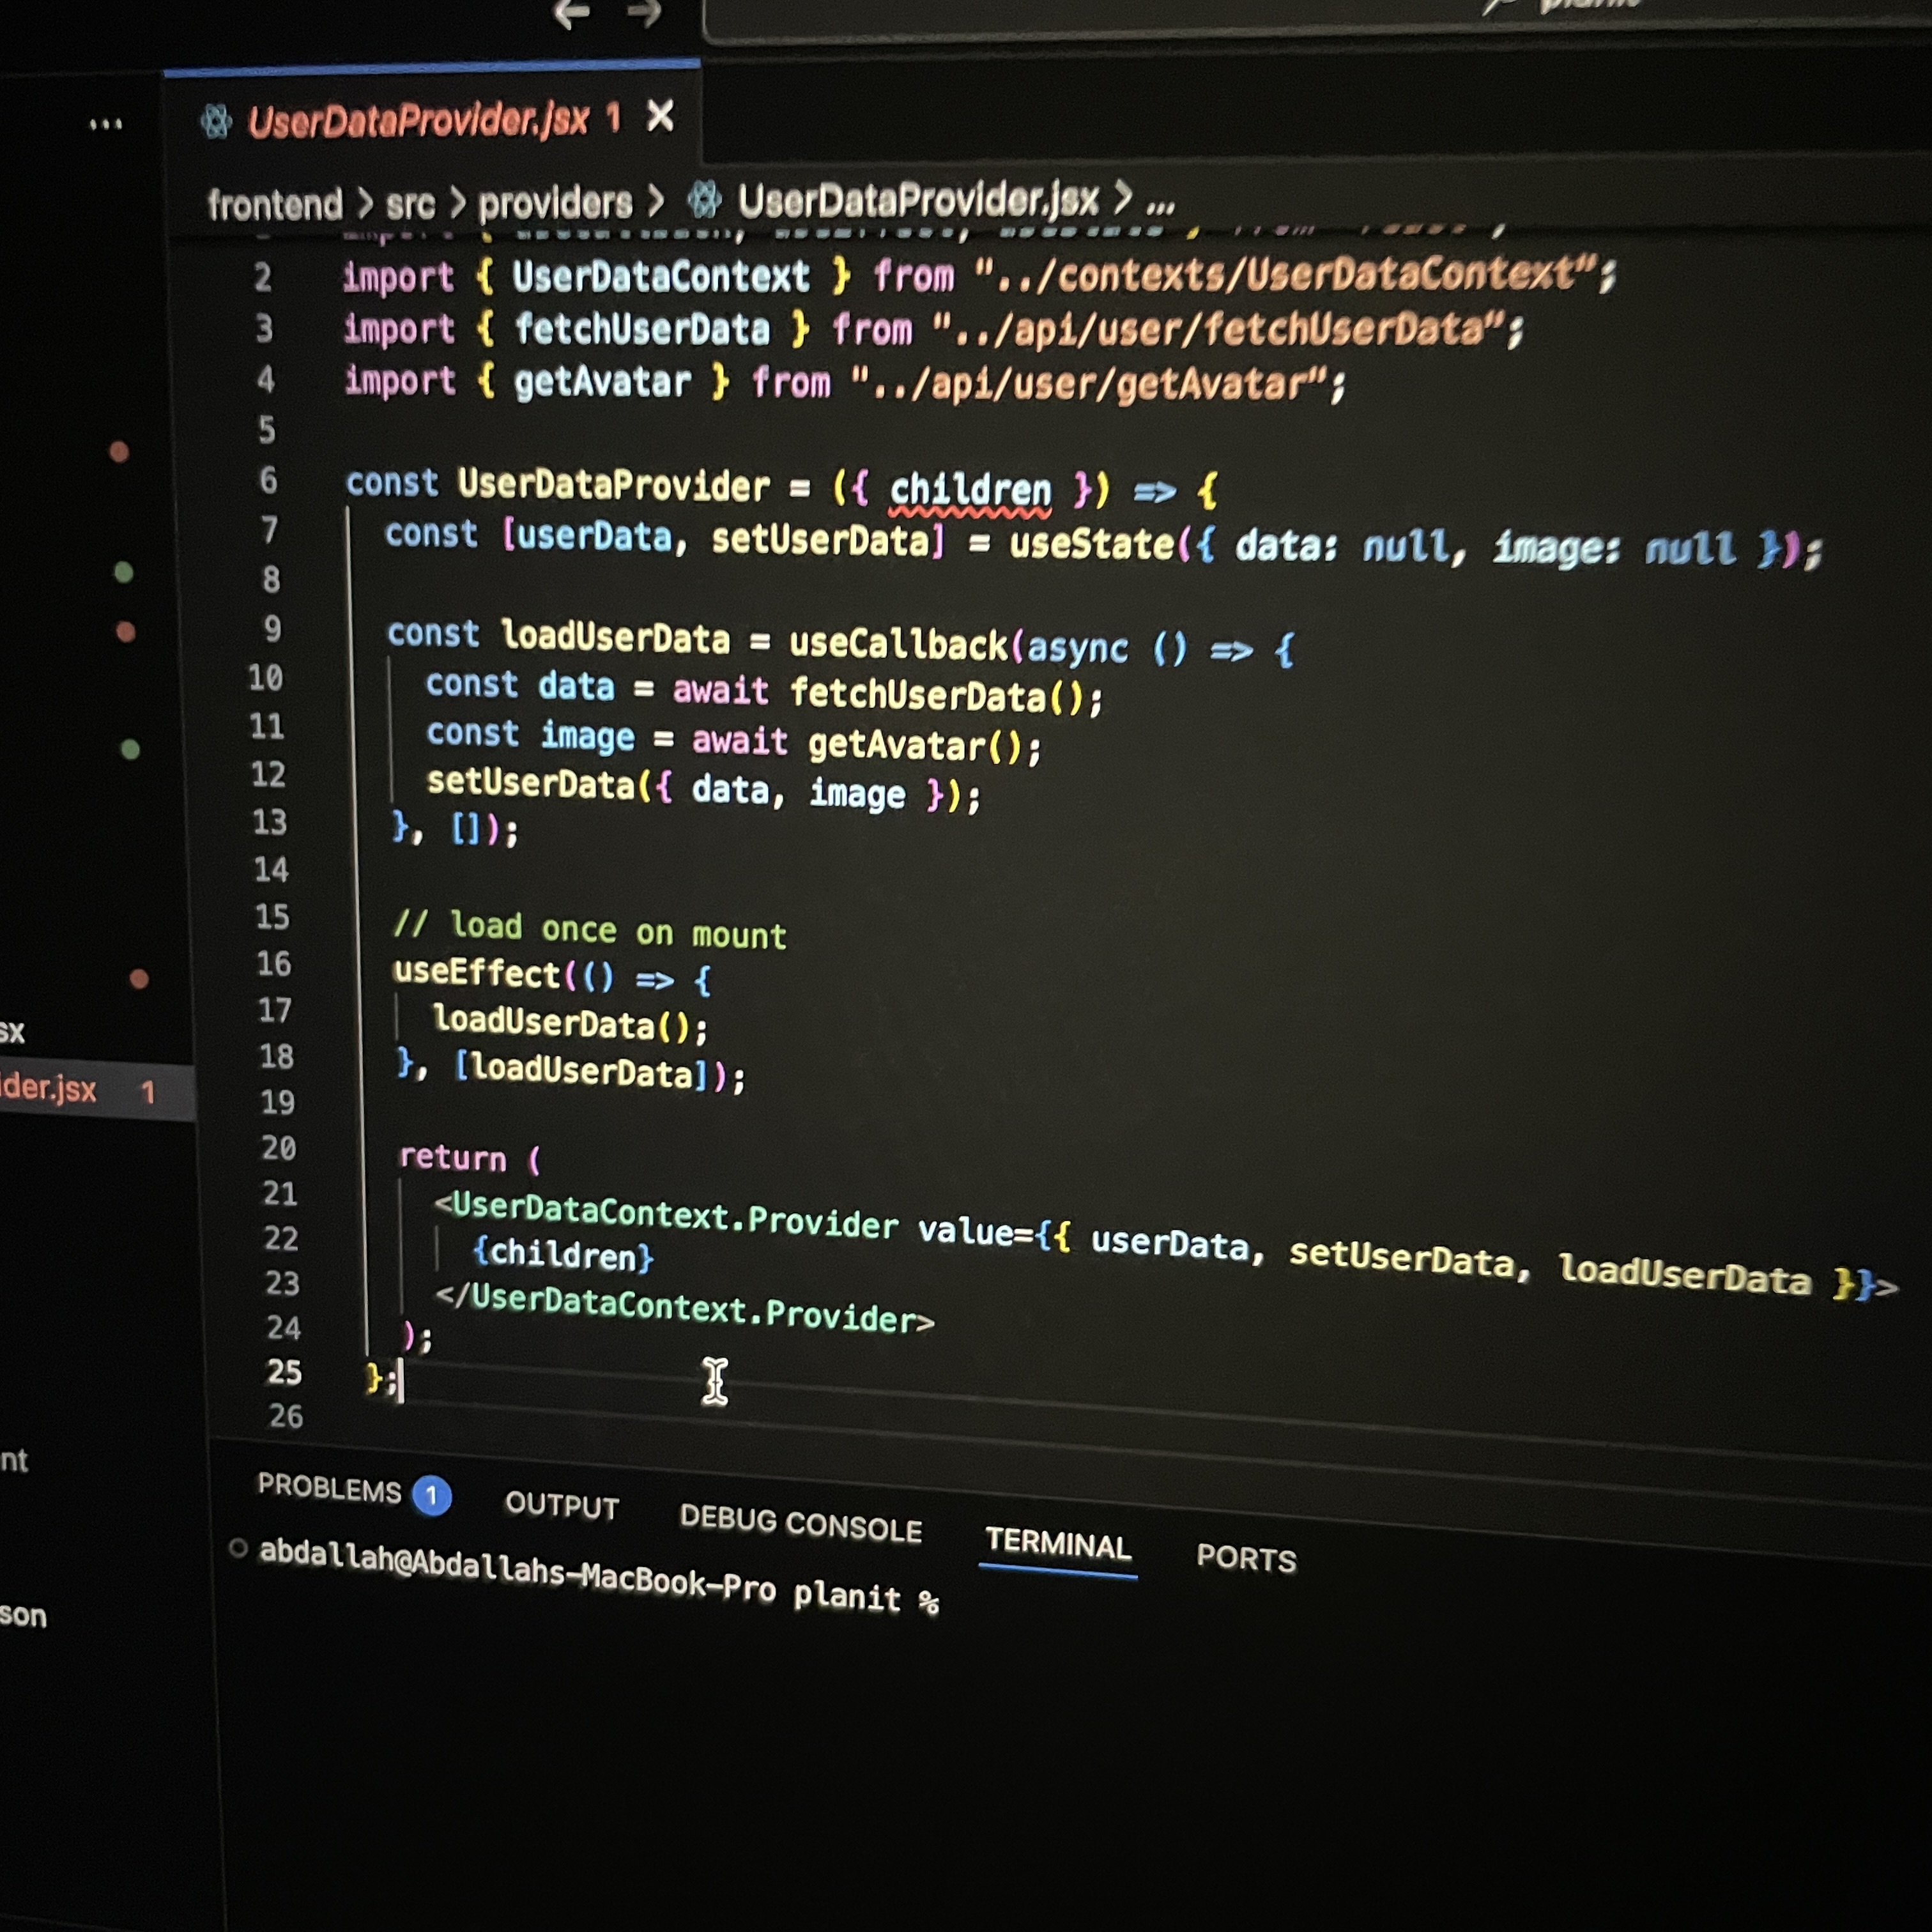 UserDataProvider.jsx 1
frontend > src > providers > UserDataProvider.jsx > ...
2 import { UserDataContext } from "../contexts/UserDataContext";
3 import { fetchUserData } from "../api/user/fetchUserData";
4 import { getAvatar } from "../api/user/getAvatar";
5
6 const UserDataProvider = ({ children }) => {
7 const [userData, setUserData] = useState({ data: null, image: null });
8
9 const loadUserData = useCallback(async () => {
10 const data = await fetchUserData();
11 const image = await getAvatar();
12 setUserData({ data, image });
13 }, []);
14
15 // load once on mount
16 useEffect(() => {
17 loadUserData();
18 }, [loadUserData]);
19
20 return (
21 <UserDataContext.Provider value={{ userData, setUserData, loadUserData }}>
22 {children}
23 </UserDataContext.Provider>
24 );
25 };
26
sx
der.jsx 1
nt
son
PROBLEMS 1 OUTPUT DEBUG CONSOLE TERMINAL PORTS
abdallah@Abdallahs-MacBook-Pro planit %